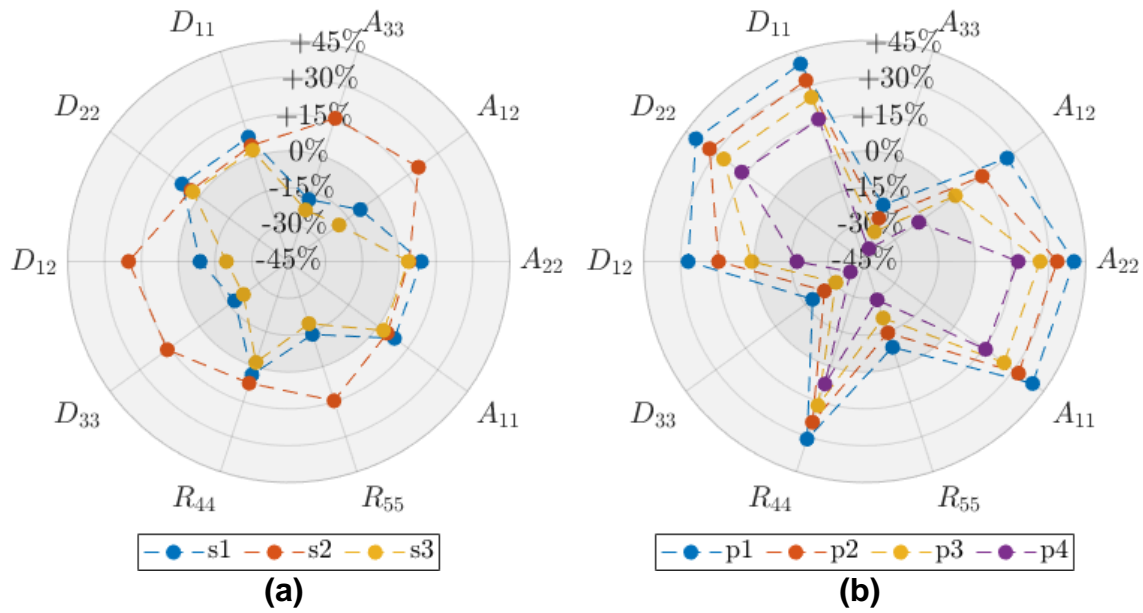 D₁₁ A₃₃
+45%
+30%
+15%
0%
-15%
-30%
-45%
D₂₂ A₁₂
D₁₂ A₂₂
D₃₃ A₁₁
R₄₄ R₅₅
s1 s2 s3
(a)
D₁₁ A₃₃
+45%
+30%
+15%
0%
-15%
-30%
-45%
D₂₂ A₁₂
D₁₂ A₂₂
D₃₃ A₁₁
R₄₄ R₅₅
p1 p2 p3 p4
(b)